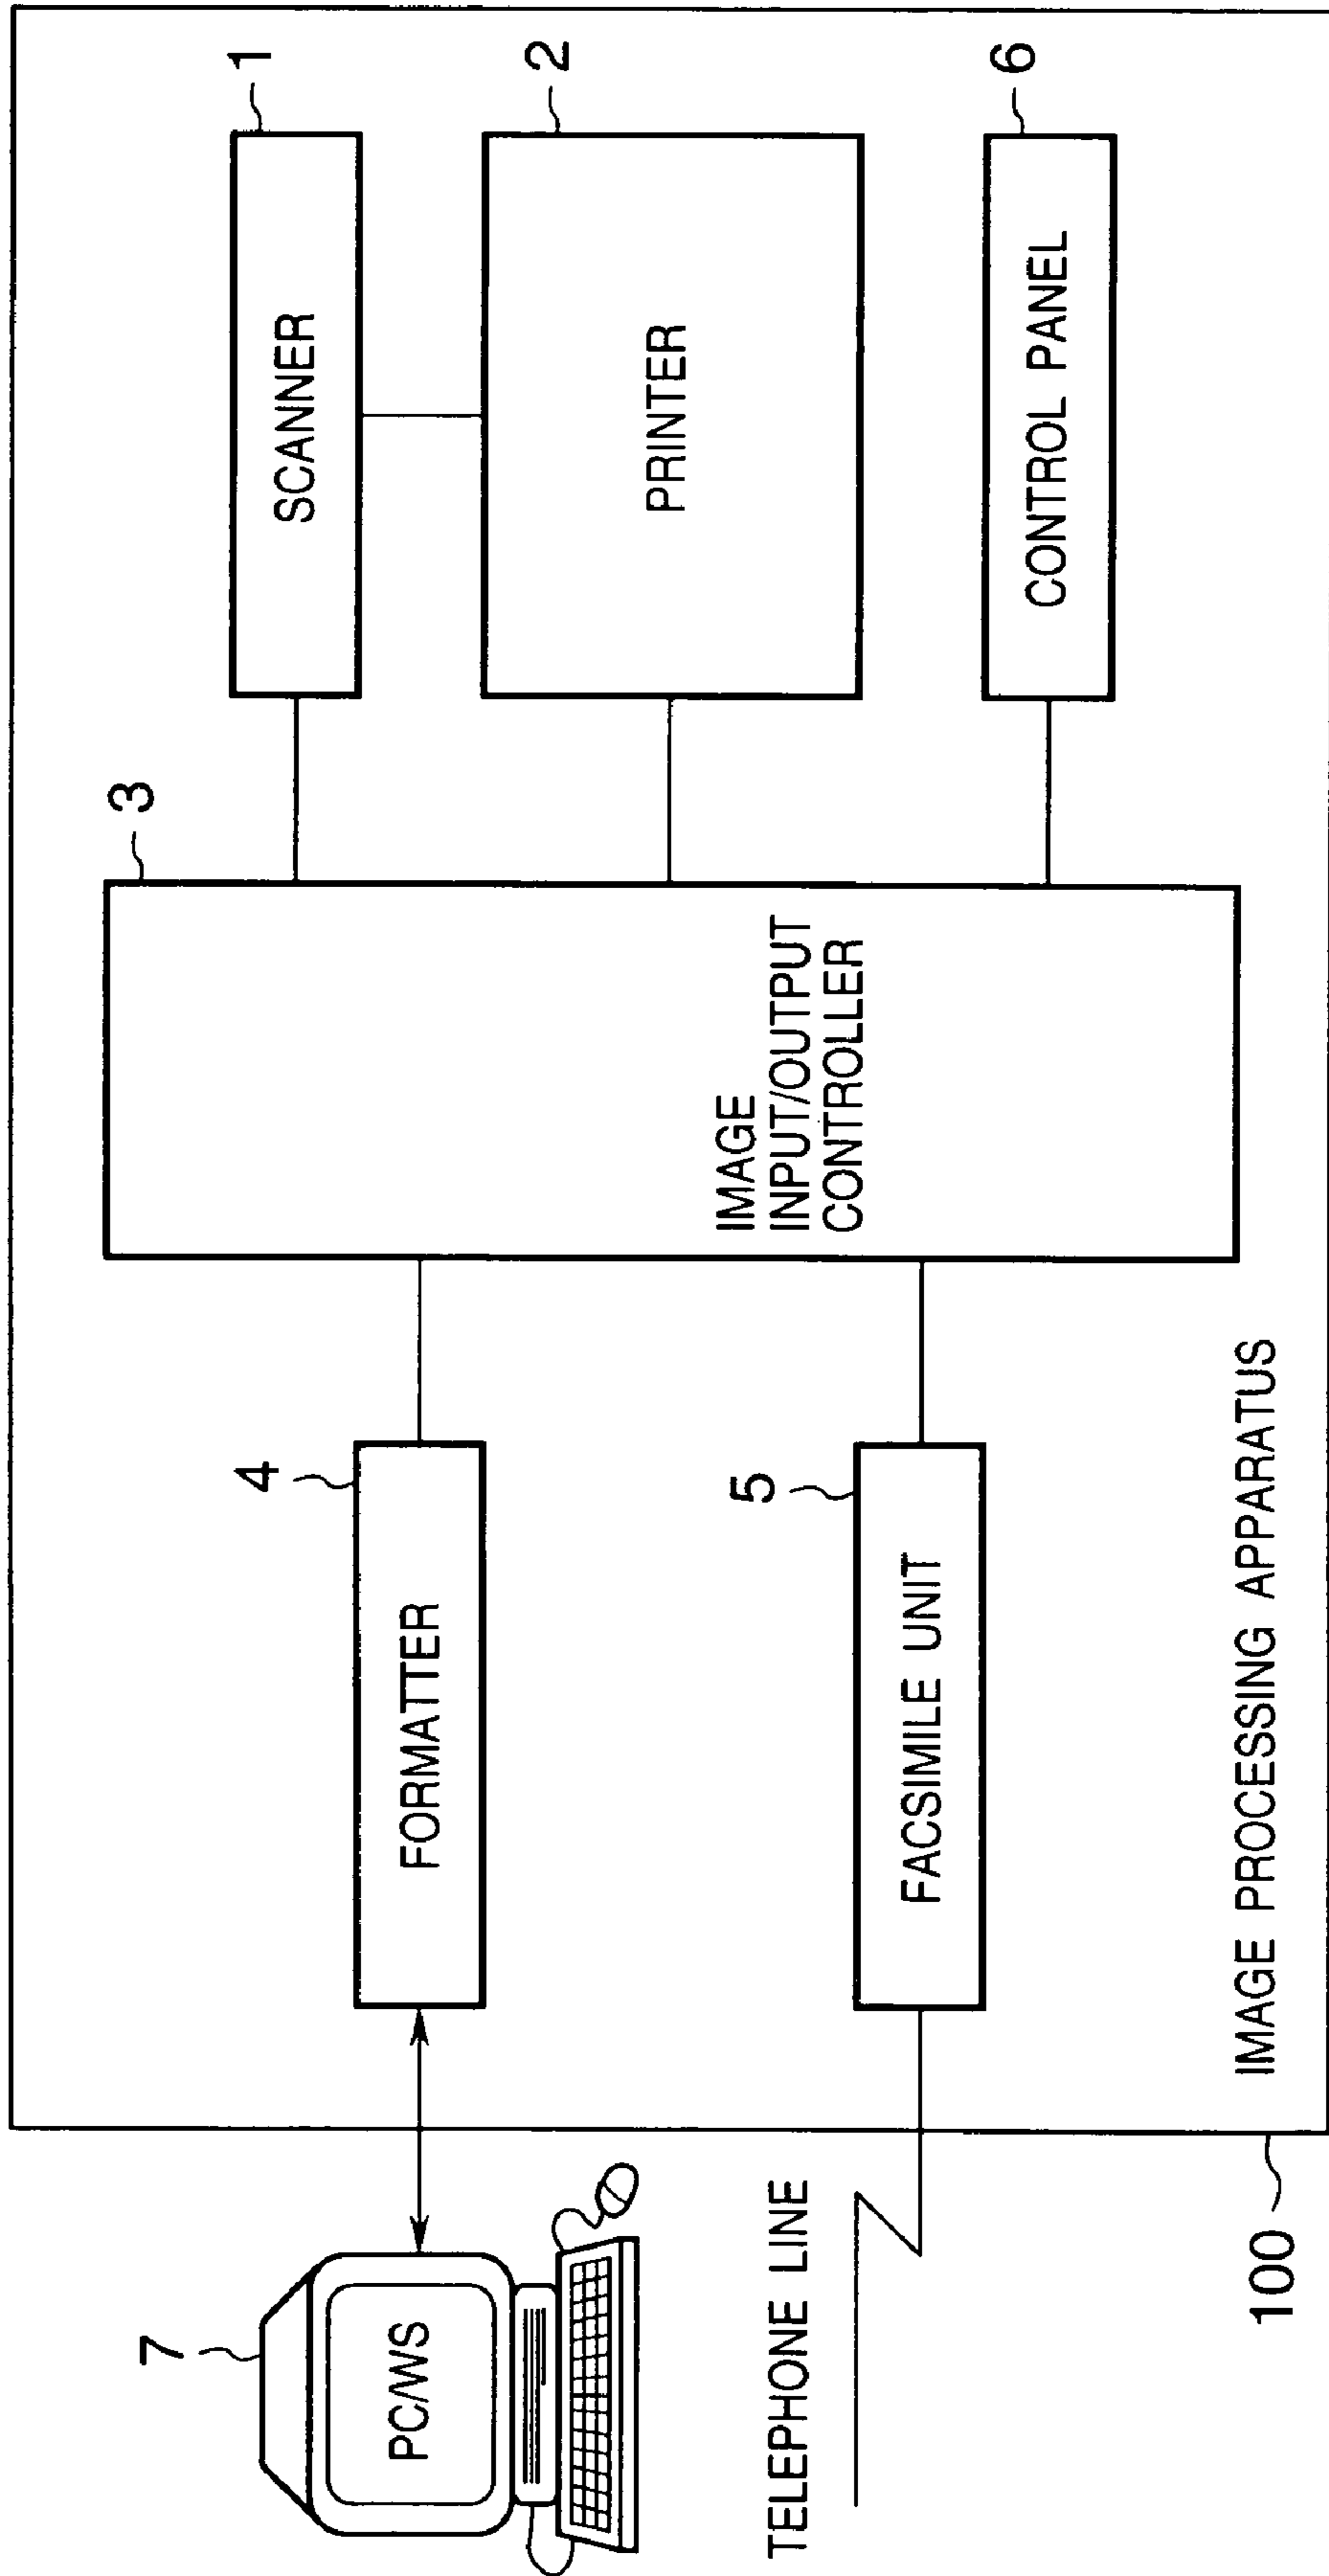 1
SCANNER
2
PRINTER
6
CONTROL PANEL
3
IMAGE
INPUT/OUTPUT
CONTROLLER
4
FORMATTER
5
FACSIMILE UNIT
7
PC/WS
TELEPHONE LINE
IMAGE PROCESSING APPARATUS
100